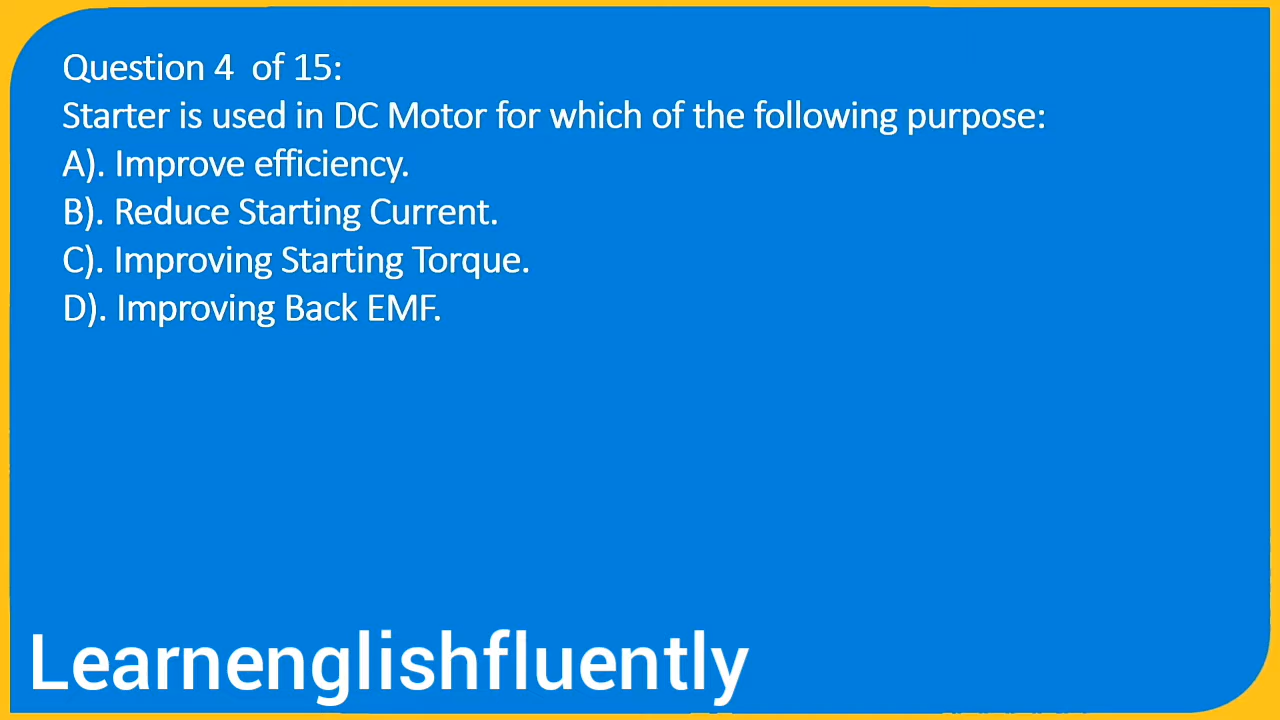 Question 4  of 15:
Starter is used in DC Motor for which of the following purpose:
A). Improve efficiency.
B). Reduce Starting Current.
C). Improving Starting Torque.
D). Improving Back EMF.
Learnenglishfluently